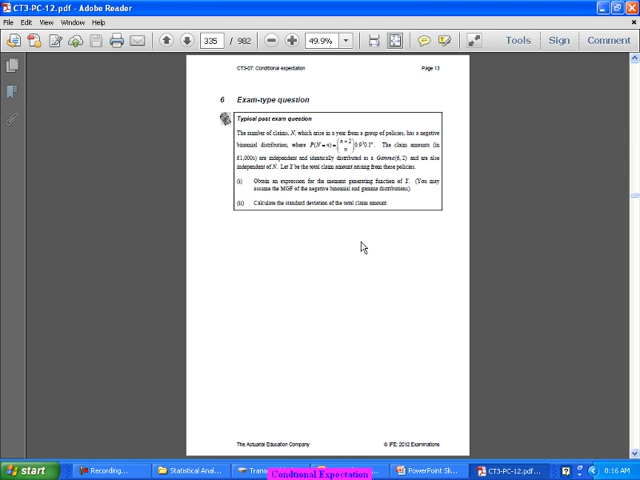 CT3-PC-12.pdf - Adobe Reader
File Edit View Window Help
335 / 982 49.9% Tools Sign Comment
CT3-07: Conditional expectation Page 13
6 Exam-type question
Typical past exam question
The number of claims, N, which arise in a year from a group of policies, has a negative
binomial distribution, where P(N = n) = (n+2 n) 0.9³0.1ⁿ. The claim amounts (in
£1,000s) are independent and identically distributed to a Gamma(6, 2) and are also
independent of N. Let Y be the total claim amount arising from these policies.
(i) Obtain an expression for the moment generating function of Y. (You may
assume the MGF of the negative binomial and gamma distributions).
(ii) Calculate the standard deviation of the total claim amount.
The Actuarial Education Company © IFE: 2012 Examinations
start Recording... Statistical Anal... PowerPoint Sli... CT3-PC-12.pdf... 8:16 AM
Conditional Expectation